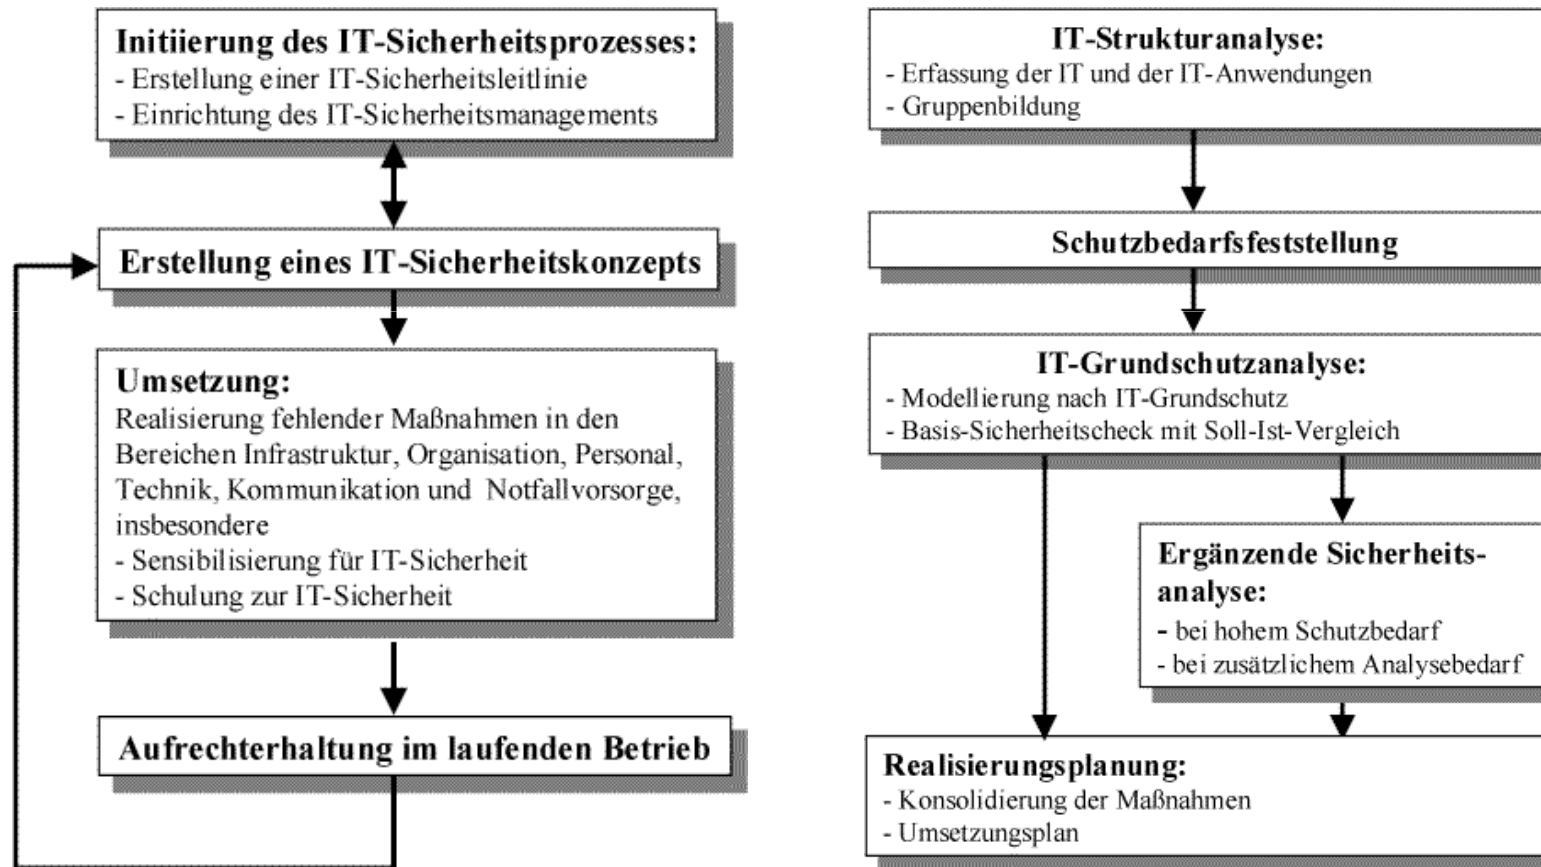 Initiierung des IT-Sicherheitsprozesses:
- Erstellung einer IT-Sicherheitsleitlinie
- Einrichtung des IT-Sicherheitsmanagements
Erstellung eines IT-Sicherheitskonzepts
Umsetzung:
Realisierung fehlender Maßnahmen in den
Bereichen Infrastruktur, Organisation, Personal,
Technik, Kommunikation und Notfallvorsorge,
insbesondere
- Sensibilisierung für IT-Sicherheit
- Schulung zur IT-Sicherheit
Aufrechterhaltung im laufenden Betrieb
IT-Strukturanalyse:
- Erfassung der IT und der IT-Anwendungen
- Gruppenbildung
Schutzbedarfsfeststellung
IT-Grundschutzanalyse:
- Modellierung nach IT-Grundschutz
- Basis-Sicherheitscheck mit Soll-Ist-Vergleich
Ergänzende Sicherheits-
analyse:
- bei hohem Schutzbedarf
- bei zusätzlichem Analysebedarf
Realisierungsplanung:
- Konsolidierung der Maßnahmen
- Umsetzungsplan